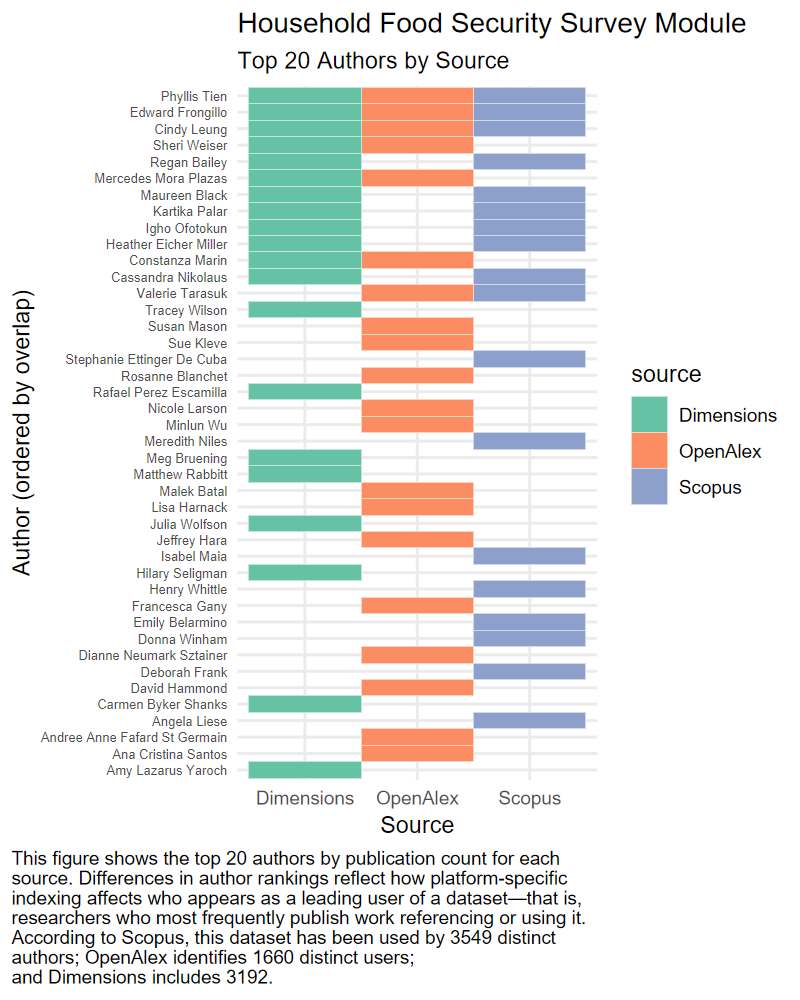 Household Food Security Survey Module
Top 20 Authors by Source
Author (ordered by overlap)
Phyllis Tien
Edward Frongillo
Cindy Leung
Sheri Weiser
Regan Bailey
Mercedes Mora Plazas
Maureen Black
Kartika Palar
Igho Ofotokun
Heather Eicher Miller
Constanza Marin
Cassandra Nikolaus
Valerie Tarasuk
Tracey Wilson
Susan Mason
Sue Kleve
Stephanie Ettinger De Cuba
Rosanne Blanchet
Rafael Perez Escamilla
Nicole Larson
Minlun Wu
Meredith Niles
Meg Bruening
Matthew Rabbitt
Malek Batal
Lisa Harnack
Julia Wolfson
Jeffrey Hara
Isabel Maia
Hilary Seligman
Henry Whittle
Francesca Gany
Emily Belarmino
Donna Winham
Dianne Neumark Sztainer
Deborah Frank
David Hammond
Carmen Byker Shanks
Angela Liese
Andree Anne Fafard St Germain
Ana Cristina Santos
Amy Lazarus Yaroch
Dimensions OpenAlex Scopus
Source
source
Dimensions
OpenAlex
Scopus
This figure shows the top 20 authors by publication count for each
source. Differences in author rankings reflect how platform-specific
indexing affects who appears as a leading user of a dataset—that is,
researchers who most frequently publish work referencing or using it.
According to Scopus, this dataset has been used by 3549 distinct
authors; OpenAlex identifies 1660 distinct users;
and Dimensions includes 3192.